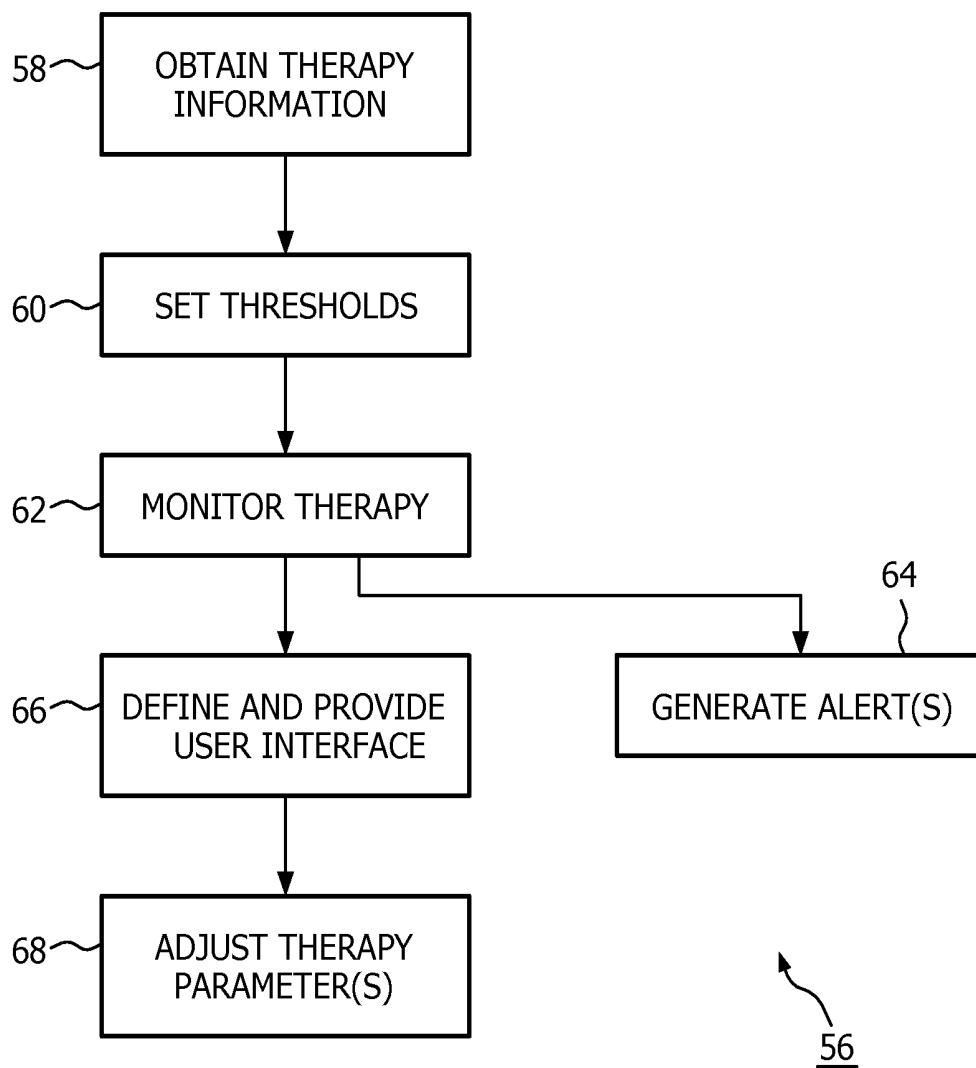 58
OBTAIN THERAPY
INFORMATION
60
SET THRESHOLDS
62
MONITOR THERAPY
64
GENERATE ALERT(S)
66
DEFINE AND PROVIDE
USER INTERFACE
68
ADJUST THERAPY
PARAMETER(S)
56